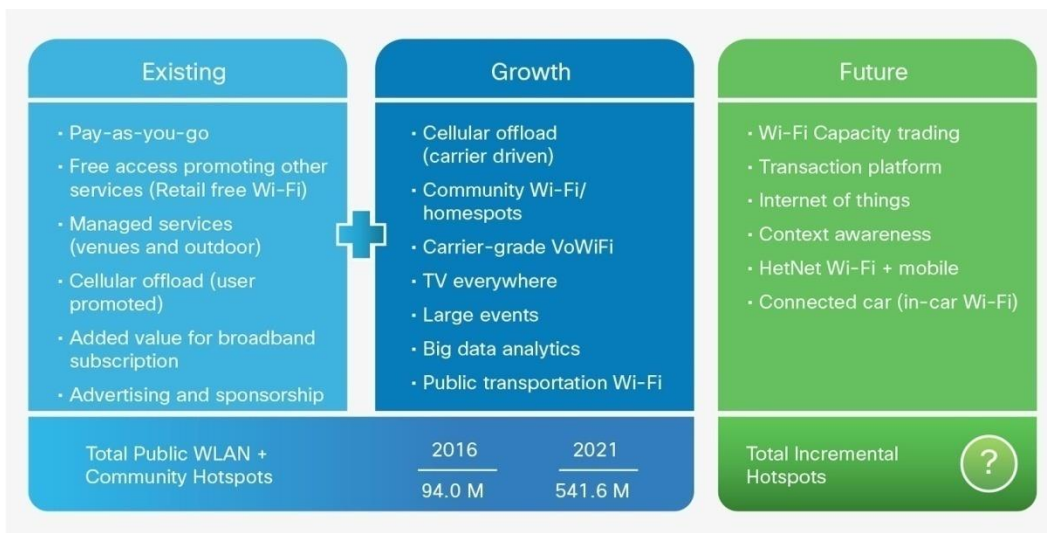 Existing
· Pay-as-you-go
· Free access promoting other
services (Retail free Wi-Fi)
· Managed services
(venues and outdoor)
· Cellular offload (user
promoted)
· Added value for broadband
subscription
· Advertising and sponsorship
Growth
· Cellular offload
(carrier driven)
· Community Wi-Fi/
homespots
· Carrier-grade VoWiFi
· TV everywhere
· Large events
· Big data analytics
· Public transportation Wi-Fi
Future
· Wi-Fi Capacity trading
· Transaction platform
· Internet of things
· Context awareness
· HetNet Wi-Fi + mobile
· Connected car (in-car Wi-Fi)
Total Public WLAN +
Community Hotspots
2016
94.0 M
2021
541.6 M
Total Incremental
Hotspots
?